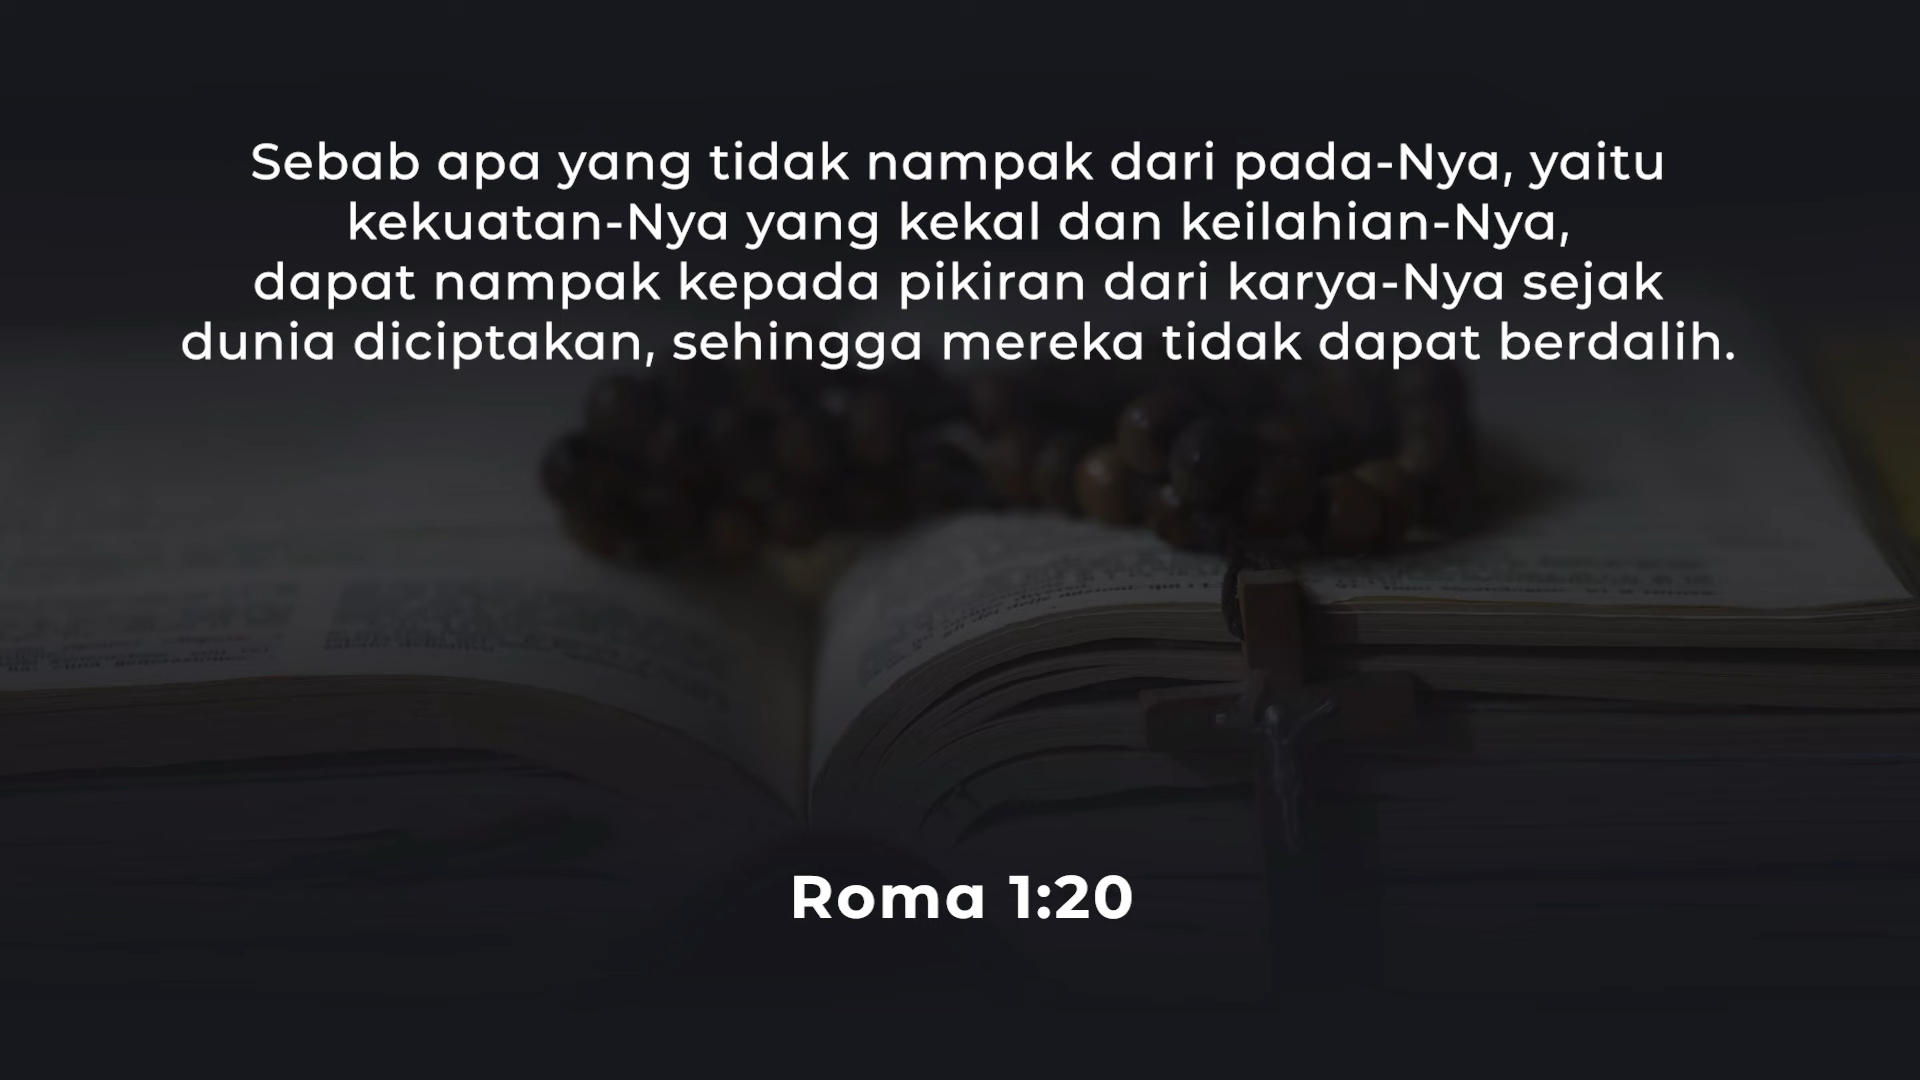 Sebab apa yang tidak nampak dari pada-Nya, yaitu
kekuatan-Nya yang kekal dan keilahian-Nya,
dapat nampak kepada pikiran dari karya-Nya sejak
dunia diciptakan, sehingga mereka tidak dapat berdalih.
Roma 1:20